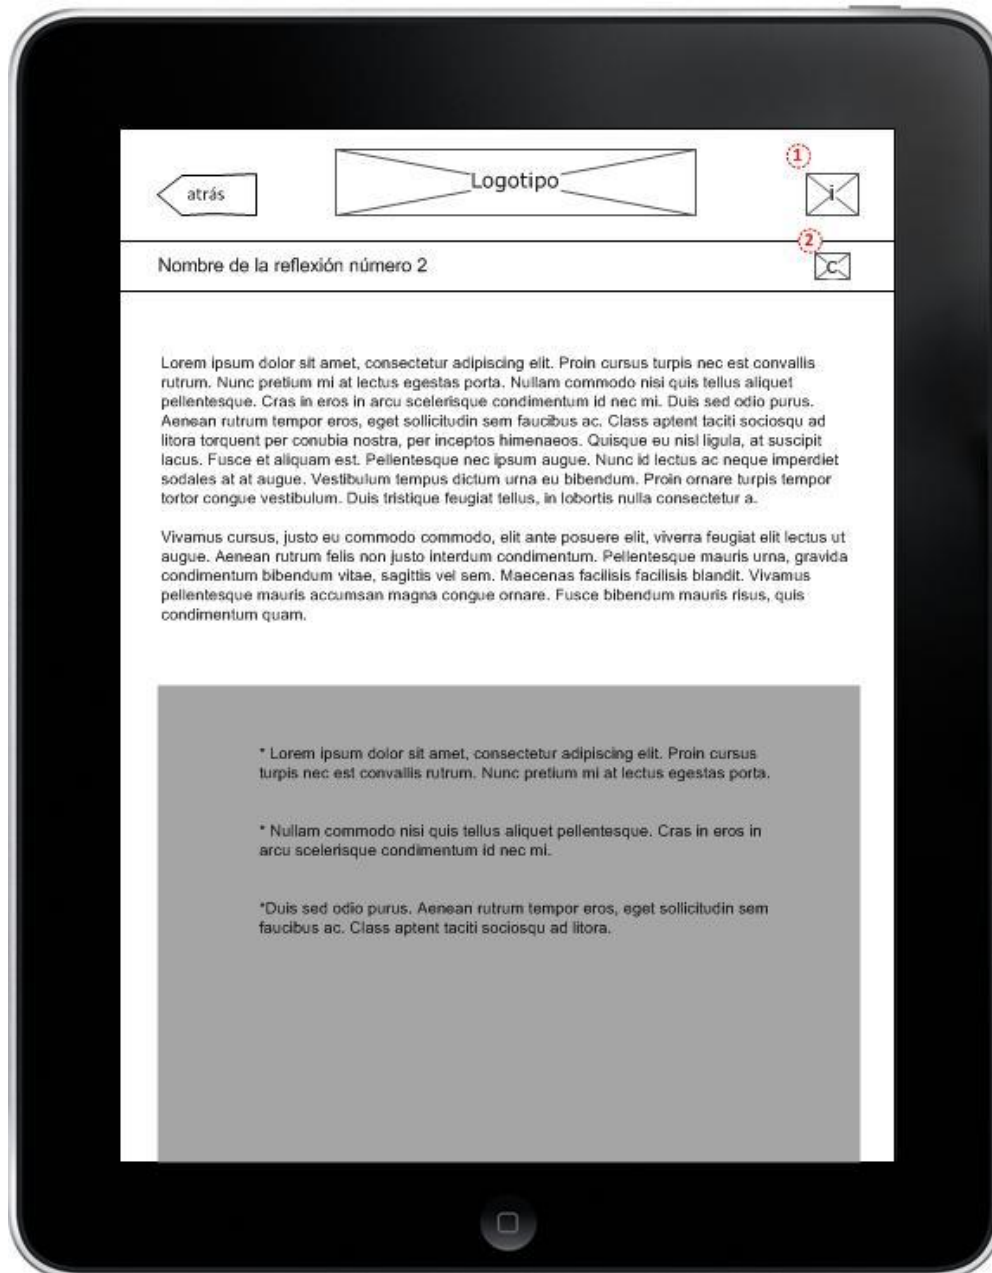 1
atrás
Logotipo
i
2
Nombre de la reflexión número 2
C
Lorem ipsum dolor sit amet, consectetur adipiscing elit. Proin cursus turpis nec est convallis
rutrum. Nunc pretium mi at lectus egestas porta. Nullam commodo nisi quis tellus aliquet
pellentesque. Cras in eros in arcu scelerisque condimentum id nec mi. Duis sed odio purus.
Aenean rutrum tempor eros, eget sollicitudin sem faucibus ac. Class aptent taciti sociosqu ad
litora torquent per conubia nostra, per inceptos himenaeos. Quisque eu nisl ligula, at suscipit
lacus. Fusce et aliquam est. Pellentesque nec ipsum augue. Nunc id lectus ac neque imperdiet
sodales at at augue. Vestibulum tempus dictum urna eu bibendum. Proin ornare turpis tempor
tortor congue vestibulum. Duis tristique feugiat tellus, in lobortis nulla consectetur a.
Vivamus cursus, justo eu commodo commodo, elit ante posuere elit, viverra feugiat elit lectus ut
augue. Aenean rutrum felis non justo interdum condimentum. Pellentesque mauris urna, gravida
condimentum bibendum vitae, sagittis vel sem. Maecenas facilisis facilisis blandit. Vivamus
pellentesque mauris accumsan magna congue ornare. Fusce bibendum mauris risus, quis
condimentum quam.
* Lorem ipsum dolor sit amet, consectetur adipiscing elit. Proin cursus
turpis nec est convallis rutrum. Nunc pretium mi at lectus egestas porta.
* Nullam commodo nisi quis tellus aliquet pellentesque. Cras in eros in
arcu scelerisque condimentum id nec mi.
*Duis sed odio purus. Aenean rutrum tempor eros, eget sollicitudin sem
faucibus ac. Class aptent taciti sociosqu ad litora.